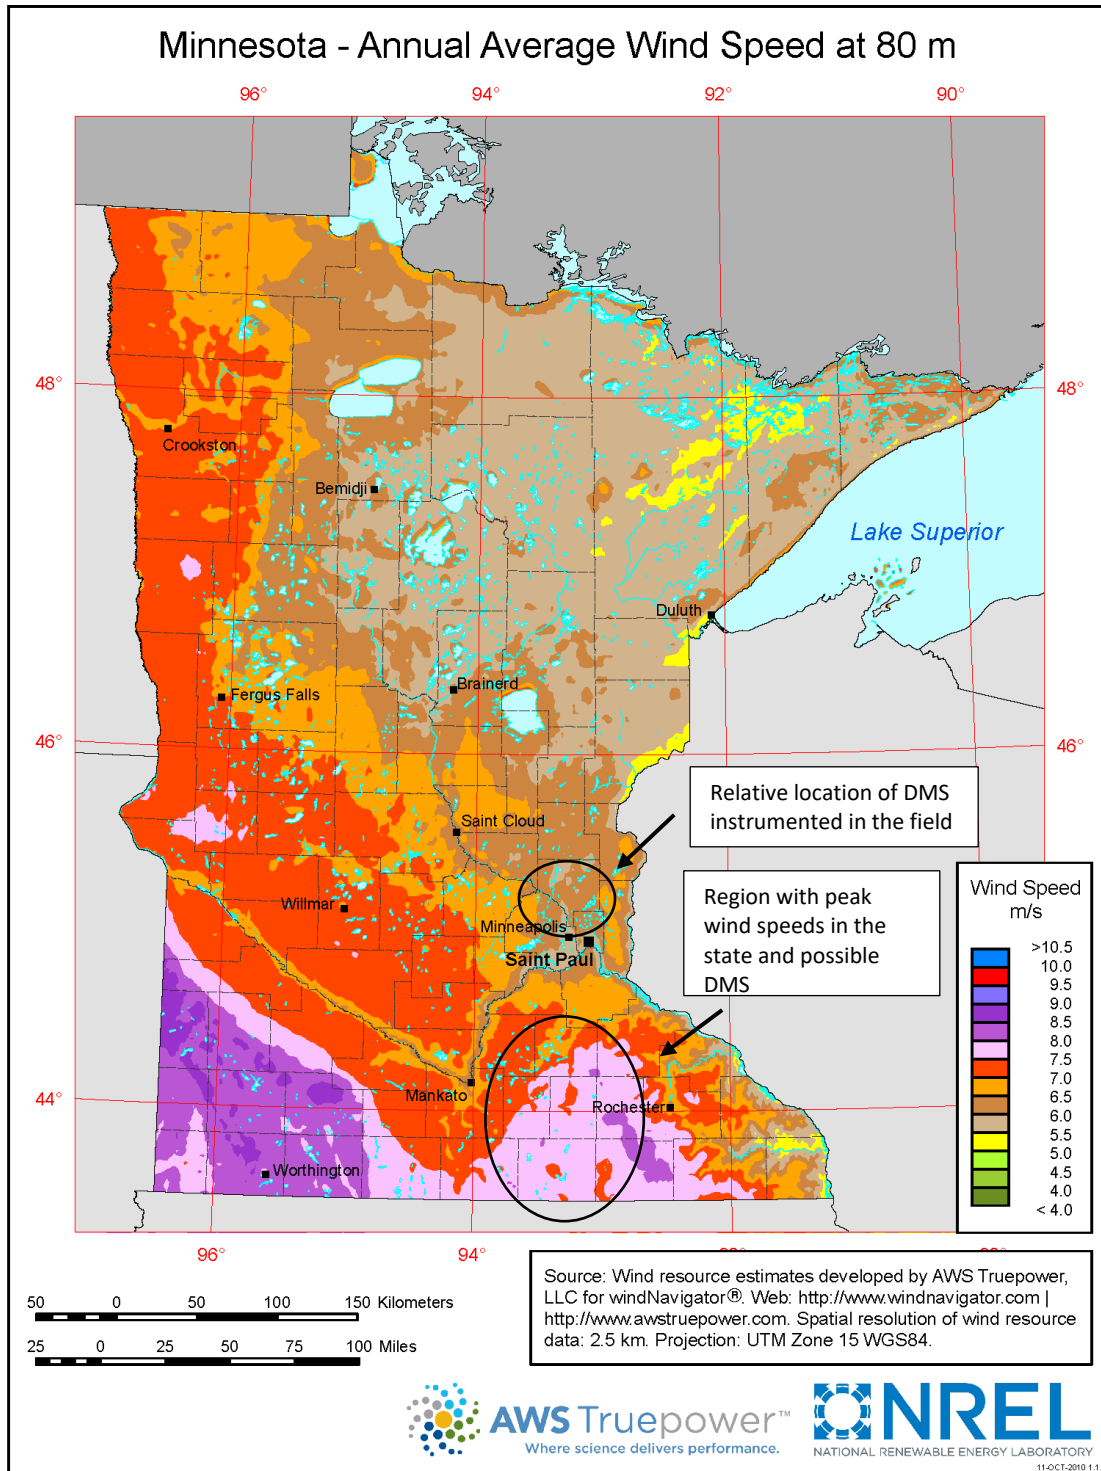 Minnesota - Annual Average Wind Speed at 80 m
96° 94° 92° 90°
48° 48°
Crookston
Bemidji
Lake Superior
Duluth
Brainerd
Fergus Falls
46° 46°
Relative location of DMS
instrumented in the field
Saint Cloud
Region with peak
wind speeds in the
state and possible
DMS
Willmar
Minneapolis
Saint Paul
Wind Speed
m/s
>10.5
10.0
9.5
9.0
8.5
8.0
7.5
7.0
6.5
6.0
5.5
5.0
4.5
4.0
< 4.0
Mankato
44°
Rochester
Worthington
96° 94°
Source: Wind resource estimates developed by AWS Truepower,
LLC for windNavigator®. Web: http://www.windnavigator.com |
http://www.awstruepower.com. Spatial resolution of wind resource
data: 2.5 km. Projection: UTM Zone 15 WGS84.
50 0 50 100 150 Kilometers
25 0 25 50 75 100 Miles
AWS Truepower™
Where science delivers performance.
NREL
NATIONAL RENEWABLE ENERGY LABORATORY
11-OCT-2010 1.1.